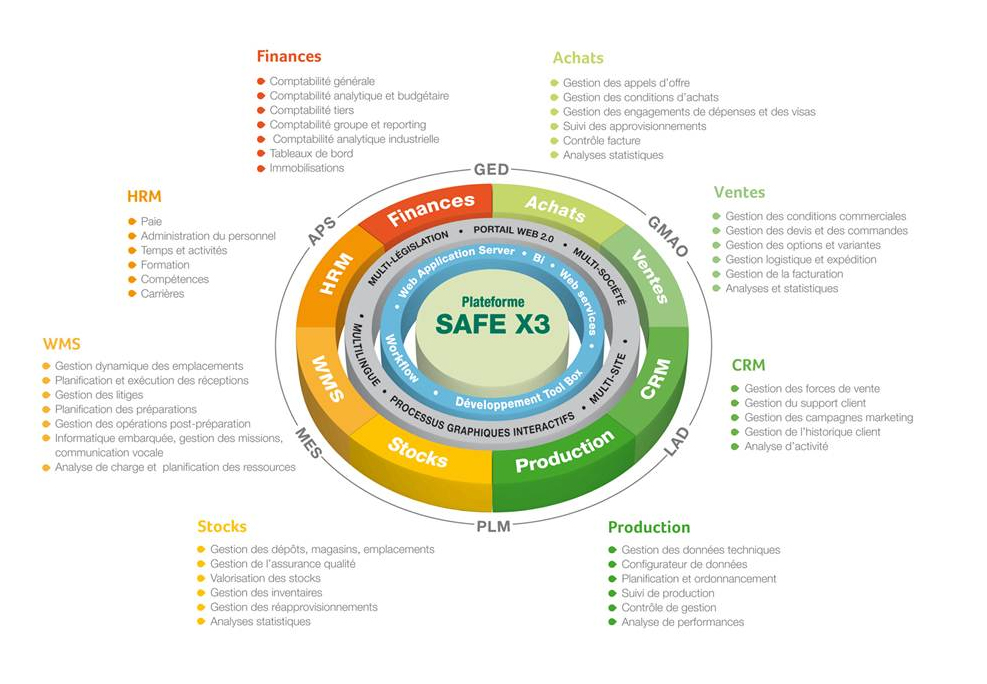 Finances
Comptabilité générale
Comptabilité analytique et budgétaire
Comptabilité tiers
Comptabilité groupe et reporting
Comptabilité analytique industrielle
Tableaux de bord
Immobilisations
Achats
Gestion des appels d'offre
Gestion des conditions d'achats
Gestion des engagements de dépenses et des visas
Suivi des approvisionnements
Contrôle facture
Analyses statistiques
HRM
Paie
Administration du personnel
Temps et activités
Formation
Compétences
Carrières
Ventes
Gestion des conditions commerciales
Gestion des devis et des commandes
Gestion des options et variantes
Gestion logistique et expédition
Gestion de la facturation
Analyses et statistiques
GED
GMAO
LAD
PLM
MES
APS
Finances
Achats
Ventes
CRM
Production
Stocks
WMS
HRM
MULTI-LÉGISLATION • PORTAIL WEB 2.0 • MULTI-SOCIÉTÉ
• MULTI-SITE •
PROCESSUS GRAPHIQUES INTERACTIFS
• MULTILINGUE •
• Web Application Server • Bi • Web services •
Développement Tool Box
• Workflow
Plateforme
SAFE X3
WMS
Gestion dynamique des emplacements
Planification et exécution des réceptions
Gestion des litiges
Planification des préparations
Gestion des opérations post-préparation
Informatique embarquée, gestion des missions,
communication vocale
Analyse de charge et planification des ressources
CRM
Gestion des forces de vente
Gestion du support client
Gestion des campagnes marketing
Gestion de l'historique client
Analyse d'activité
Stocks
Gestion des dépôts, magasins, emplacements
Gestion de l'assurance qualité
Valorisation des stocks
Gestion des inventaires
Gestion des réapprovisionnements
Analyses statistiques
Production
Gestion des données techniques
Configurateur de données
Planification et ordonnancement
Suivi de production
Contrôle de gestion
Analyse de performances